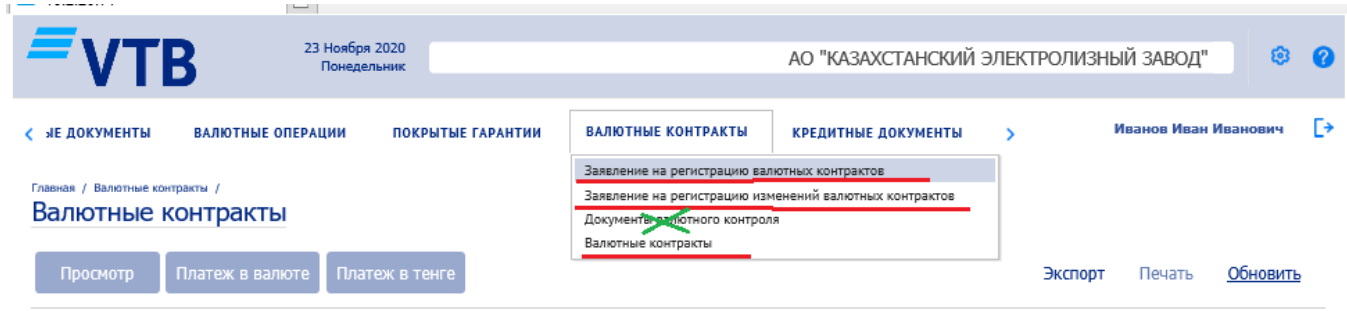 VTB
23 Ноября 2020
Понедельник
АО "КАЗАХСТАНСКИЙ ЭЛЕКТРОЛИЗНЫЙ ЗАВОД"
ЫЕ ДОКУМЕНТЫ ВАЛЮТНЫЕ ОПЕРАЦИИ ПОКРЫТЫЕ ГАРАНТИИ ВАЛЮТНЫЕ КОНТРАКТЫ КРЕДИТНЫЕ ДОКУМЕНТЫ Иванов Иван Иванович
Заявление на регистрацию валютных контрактов
Заявление на регистрацию изменений валютных контрактов
Документы валютного контроля
Валютные контракты
Главная / Валютные контракты /
Валютные контракты
Просмотр Платеж в валюте Платеж в тенге Экспорт Печать Обновить